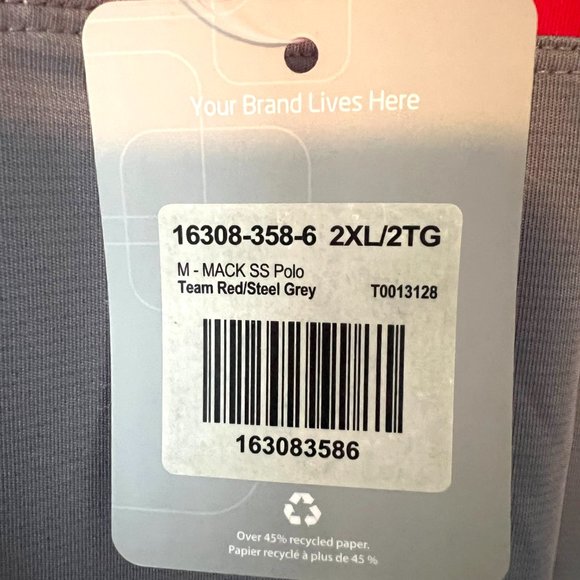 Your Brand Lives Here
16308-358-6 2XL/2TG
M - MACK SS Polo
Team Red/Steel Grey T0013128
163083586
Over 45% recycled paper.
Papier recyclé à plus de 45 %